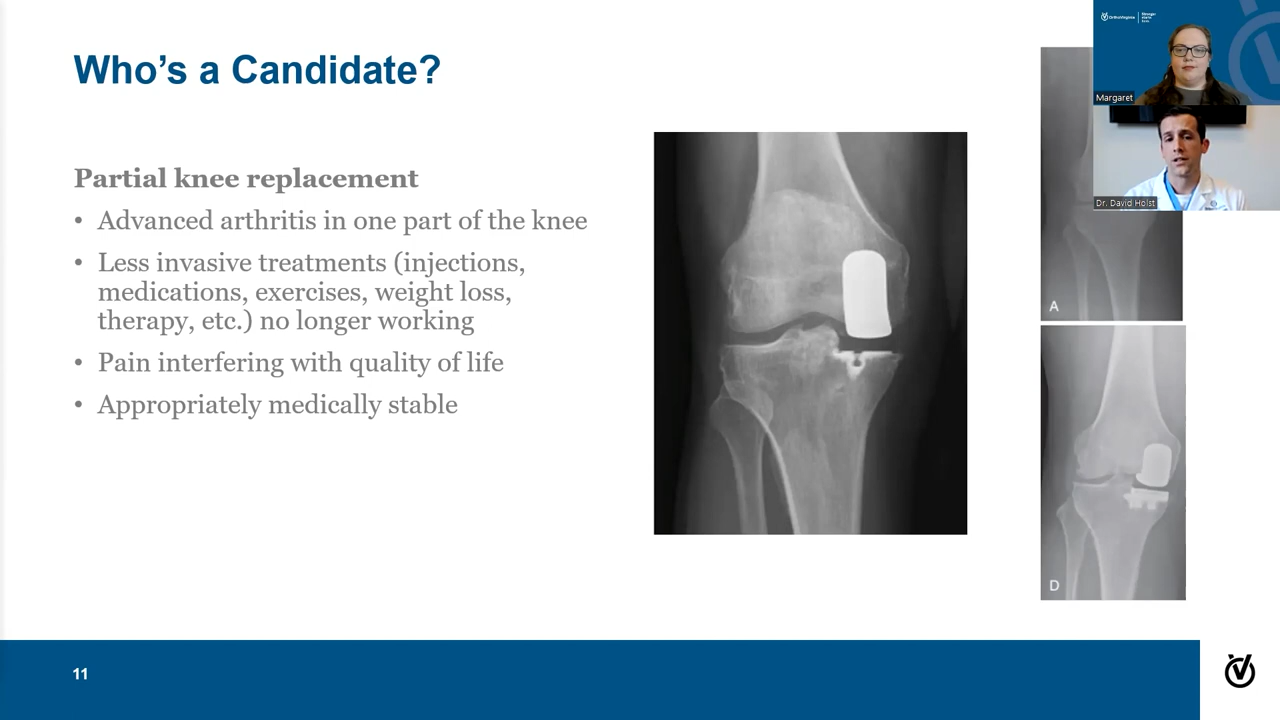 Who's a Candidate?
Partial knee replacement
• Advanced arthritis in one part of the knee
• Less invasive treatments (injections,
medications, exercises, weight loss,
therapy, etc.) no longer working
• Pain interfering with quality of life
• Appropriately medically stable
OrthoVirginia
Margaret
Dr. David Holst
A
D
11